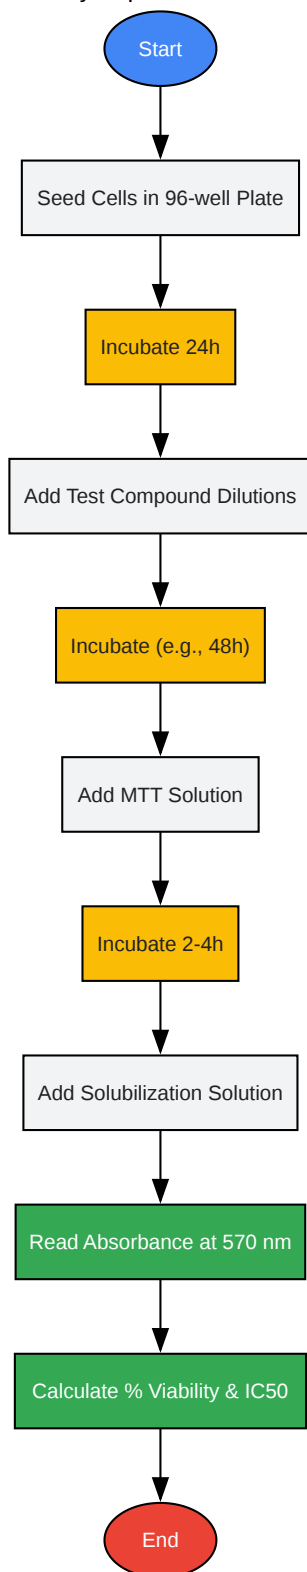 Start
Seed Cells in 96-well Plate
Incubate 24h
Add Test Compound Dilutions
Incubate (e.g., 48h)
Add MTT Solution
Incubate 2-4h
Add Solubilization Solution
Read Absorbance at 570 nm
Calculate % Viability & IC50
End